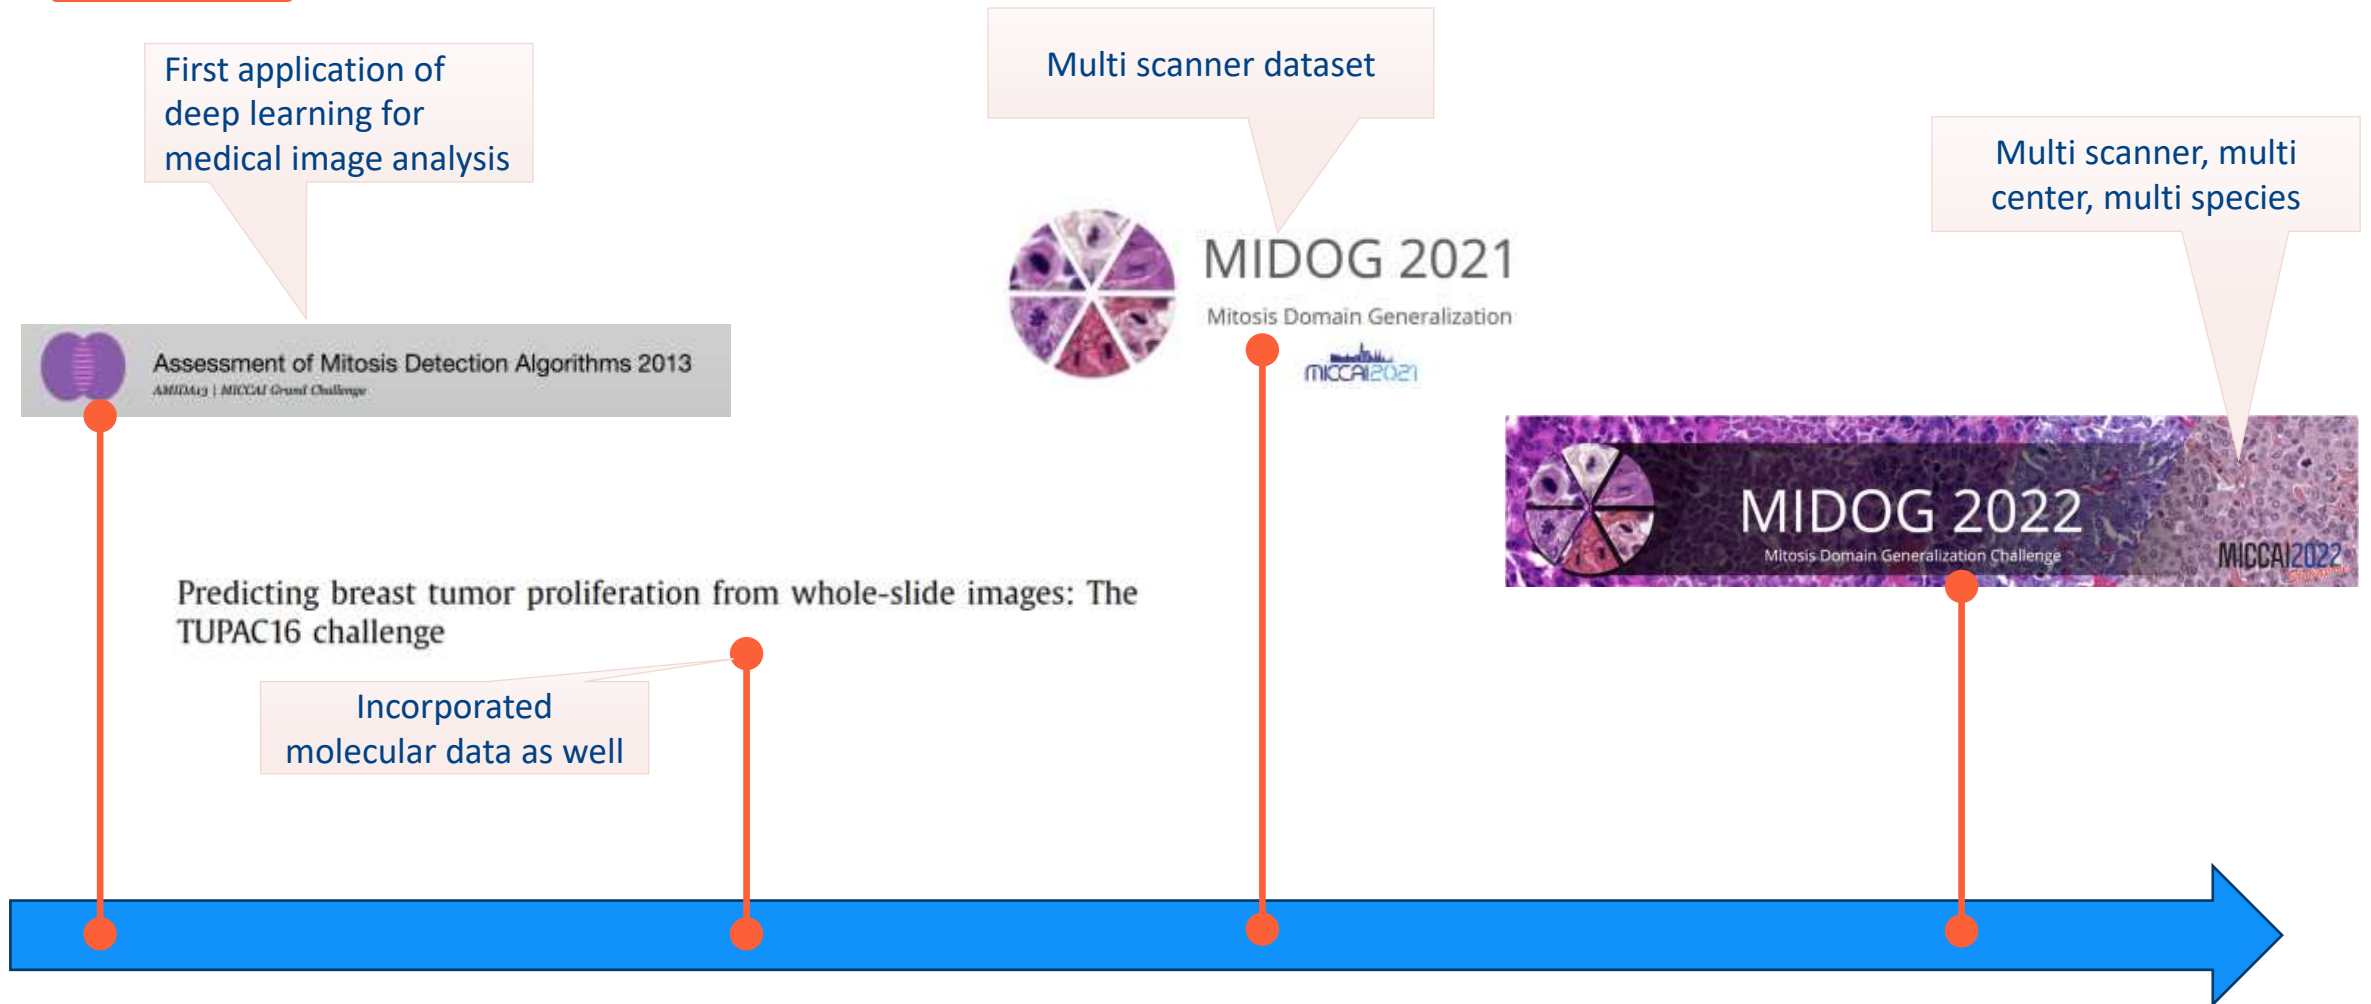 First application of
deep learning for
medical image analysis
Multi scanner dataset
Multi scanner, multi
center, multi species
MIDOG 2021
Mitosis Domain Generalization
MICCAI2021
Assessment of Mitosis Detection Algorithms 2013
AMIDA13 | MICCAI Grand Challenge
MIDOG 2022
Mitosis Domain Generalization Challenge
MICCAI2022
Singapore
Predicting breast tumor proliferation from whole-slide images: The
TUPAC16 challenge
Incorporated
molecular data as well